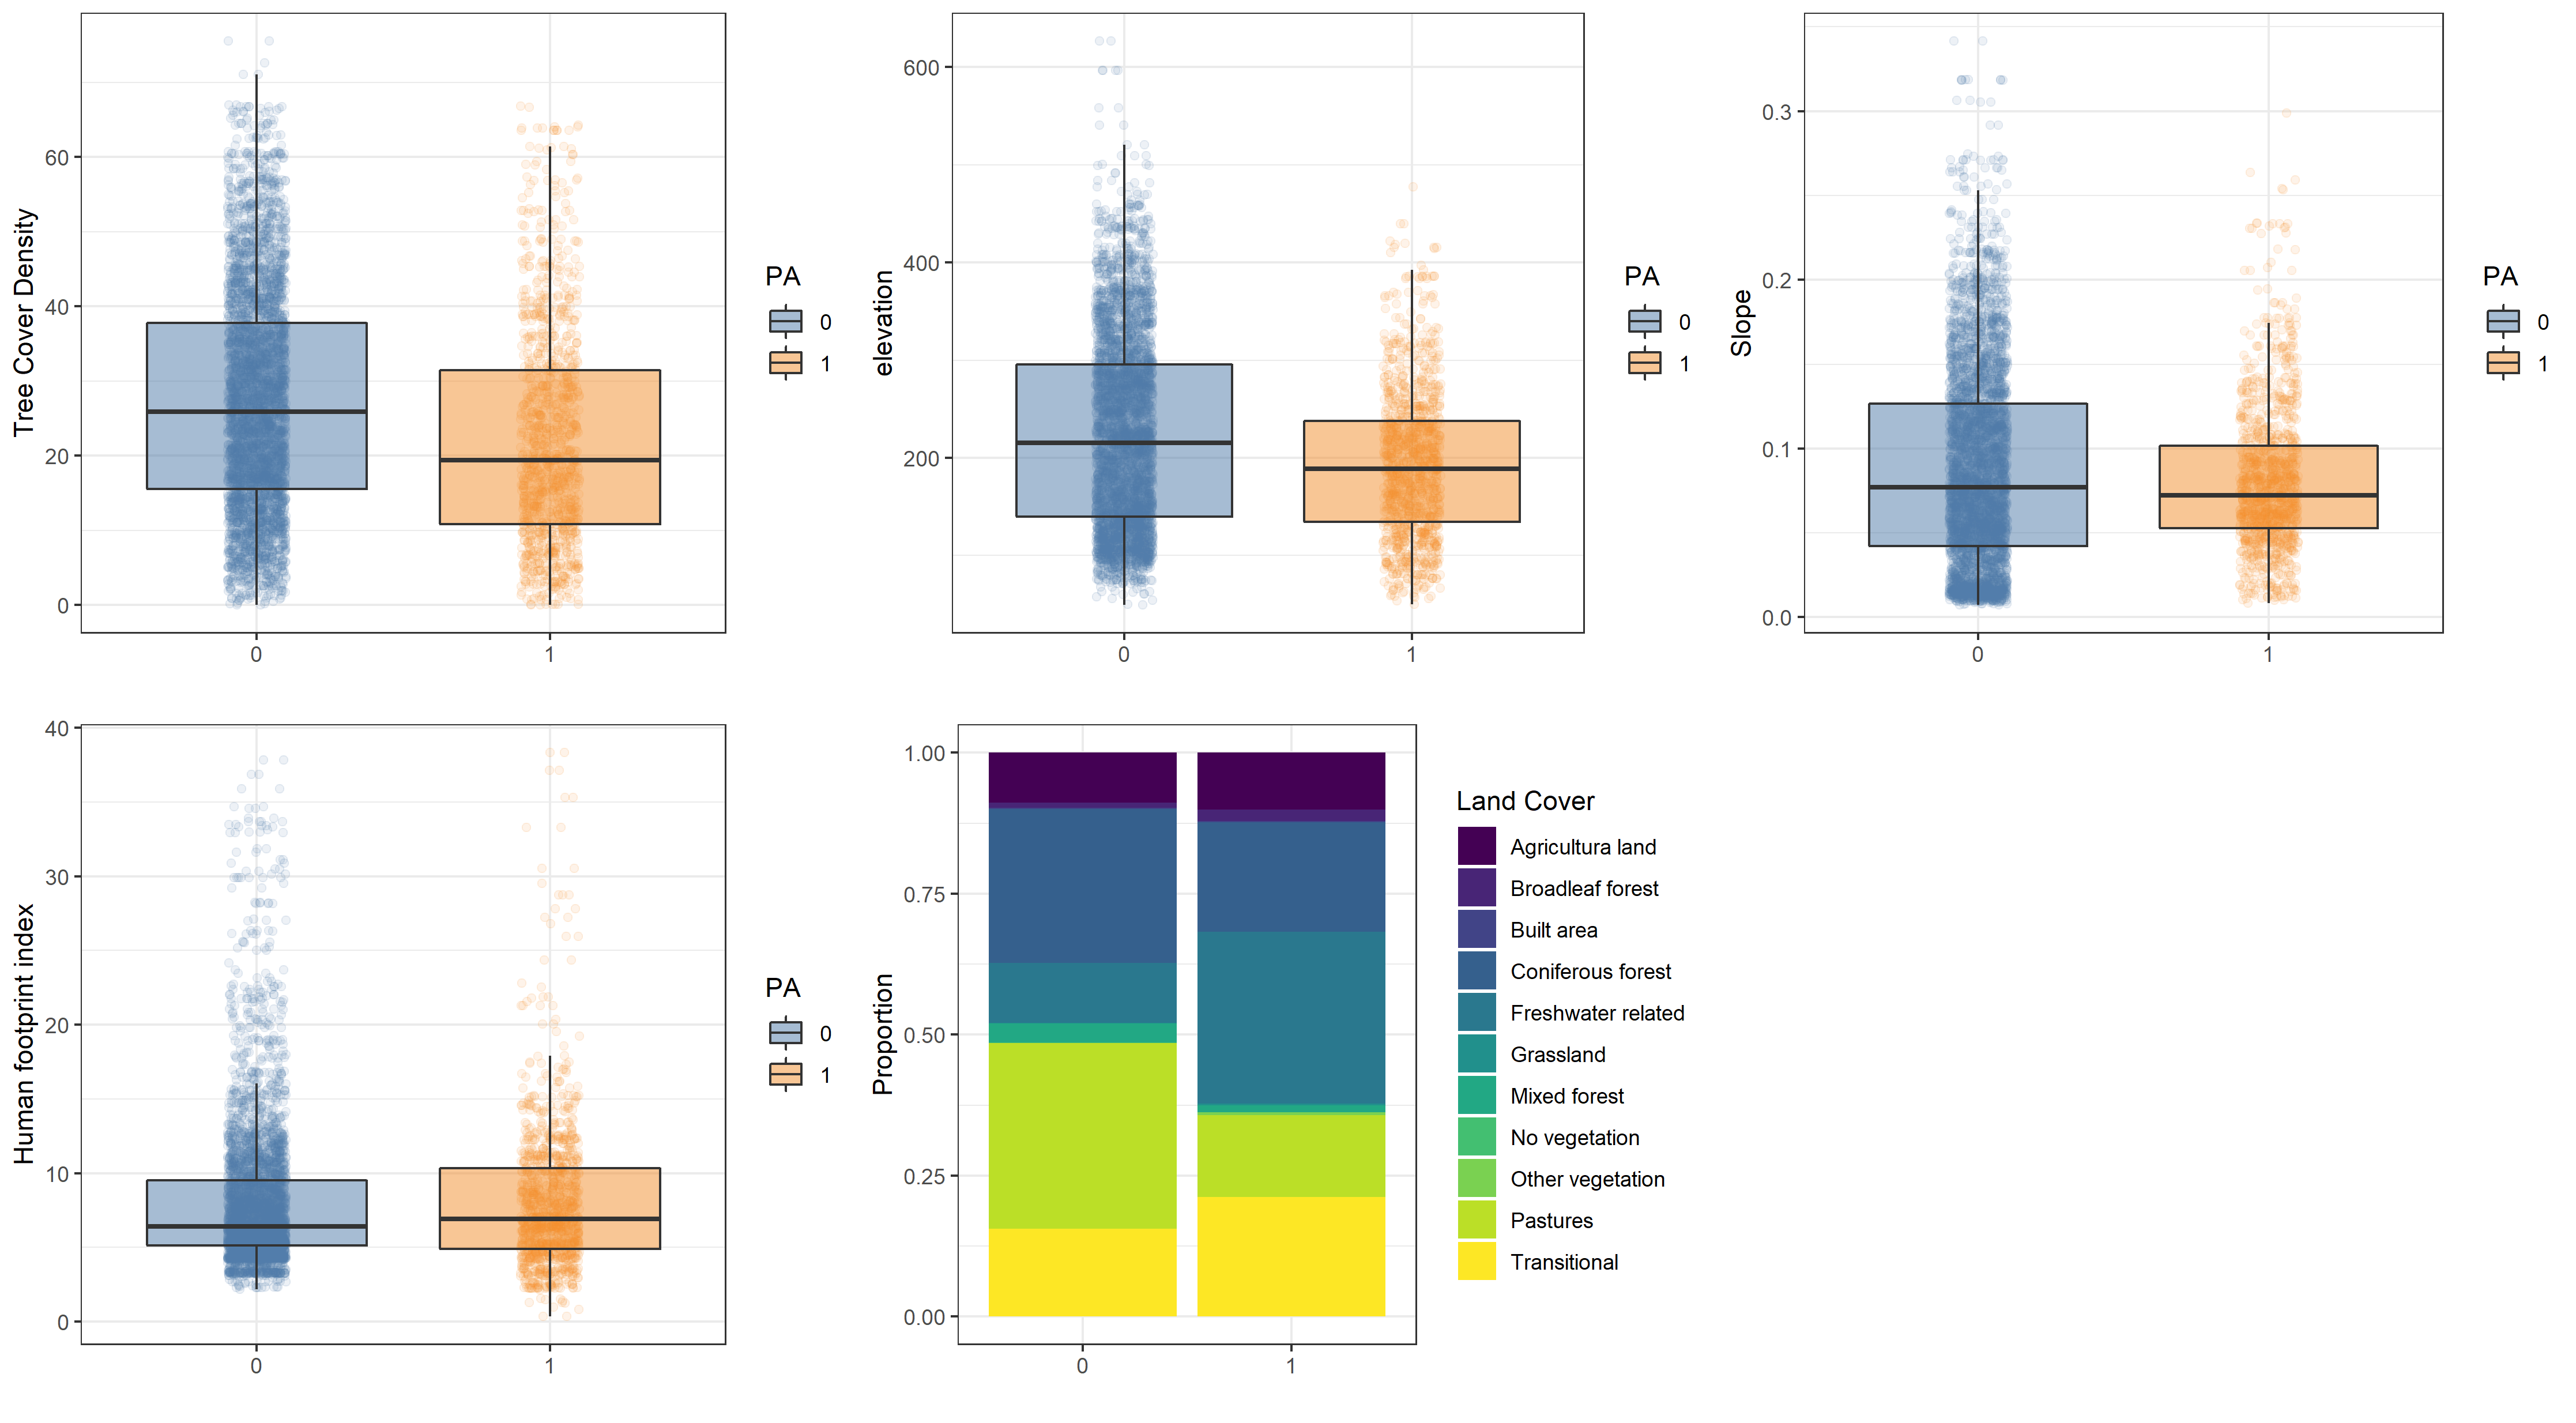 Tree Cover Density
60
40
20
0
0
1
PA
0
1
elevation
600
400
200
0
1
PA
0
1
Slope
0.3
0.2
0.1
0.0
0
1
PA
0
1
Human footprint index
40
30
20
10
0
0
1
PA
0
1
Proportion
1.00
0.75
0.50
0.25
0.00
0
1
Land Cover
Agricultura land
Broadleaf forest
Built area
Coniferous forest
Freshwater related
Grassland
Mixed forest
No vegetation
Other vegetation
Pastures
Transitional